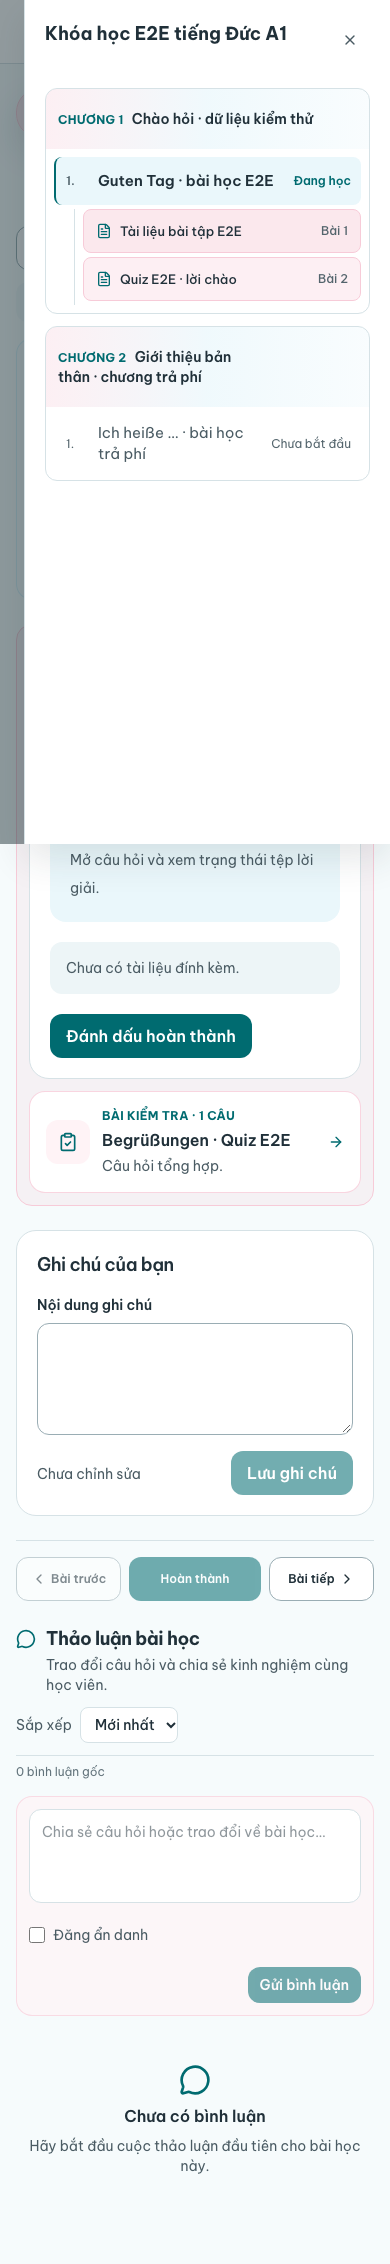 Khóa học E2E tiếng Đức A1
CHƯƠNG 1 Chào hỏi · dữ liệu kiểm thử
1. Guten Tag · bài học E2E Đang học
Tài liệu bài tập E2E Bài 1
Quiz E2E · lời chào Bài 2
CHƯƠNG 2 Giới thiệu bản
thân · chương trả phí
1. Ich heiße … · bài học
trả phí
Chưa bắt đầu
Mở câu hỏi và xem trạng thái tệp lời
giải.
Chưa có tài liệu đính kèm.
Đánh dấu hoàn thành
BÀI KIỂM TRA · 1 CÂU
Begrüßungen · Quiz E2E
Câu hỏi tổng hợp.
Ghi chú của bạn
Nội dung ghi chú
Chưa chỉnh sửa Lưu ghi chú
Bài trước Hoàn thành Bài tiếp
Thảo luận bài học
Trao đổi câu hỏi và chia sẻ kinh nghiệm cùng
học viên.
Sắp xếp Mới nhất
0 bình luận gốc
Chia sẻ câu hỏi hoặc trao đổi về bài học…
Đăng ẩn danh
Gửi bình luận
Chưa có bình luận
Hãy bắt đầu cuộc thảo luận đầu tiên cho bài học
này.